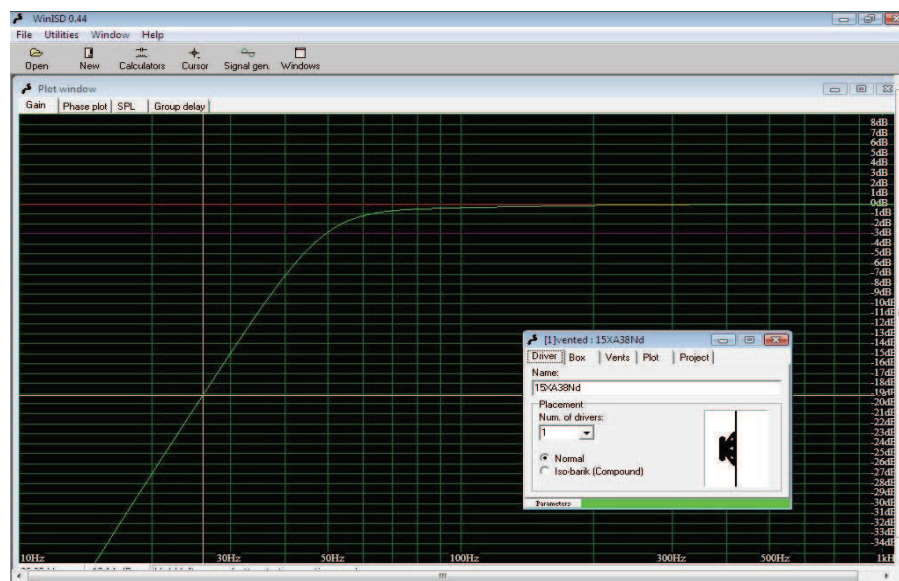 WinISD 0.44
File Utilities Window Help
Open New Calculators Cursor Signal gen. Windows
Plot window
Gain Phase plot SPL Group delay
8dB
7dB
6dB
5dB
4dB
3dB
2dB
1dB
0dB
-1dB
-2dB
-3dB
-4dB
-5dB
-6dB
-7dB
-8dB
-9dB
-10dB
-11dB
-12dB
-13dB
-14dB
-15dB
-16dB
-17dB
-18dB
-19dB
-20dB
-21dB
-22dB
-23dB
-24dB
-25dB
-26dB
-27dB
-28dB
-29dB
-30dB
-31dB
-32dB
-33dB
-34dB
[1]vented : 15XA38Nd
Driver Box Vents Plot Project
Name:
15XA38Nd
Placement
Num. of drivers:
1
Normal
Iso-barik (Compound)
Parameters
10Hz 30Hz 50Hz 100Hz 300Hz 500Hz 1kH